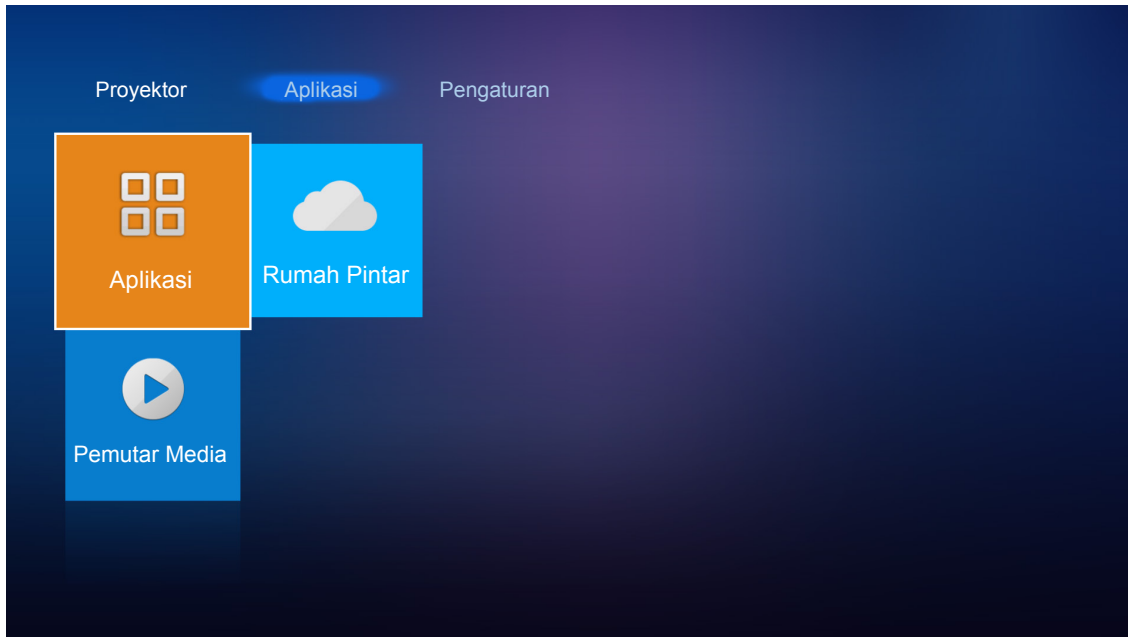 Proyektor
Aplikasi
Pengaturan
Aplikasi
Rumah Pintar
Pemutar Media